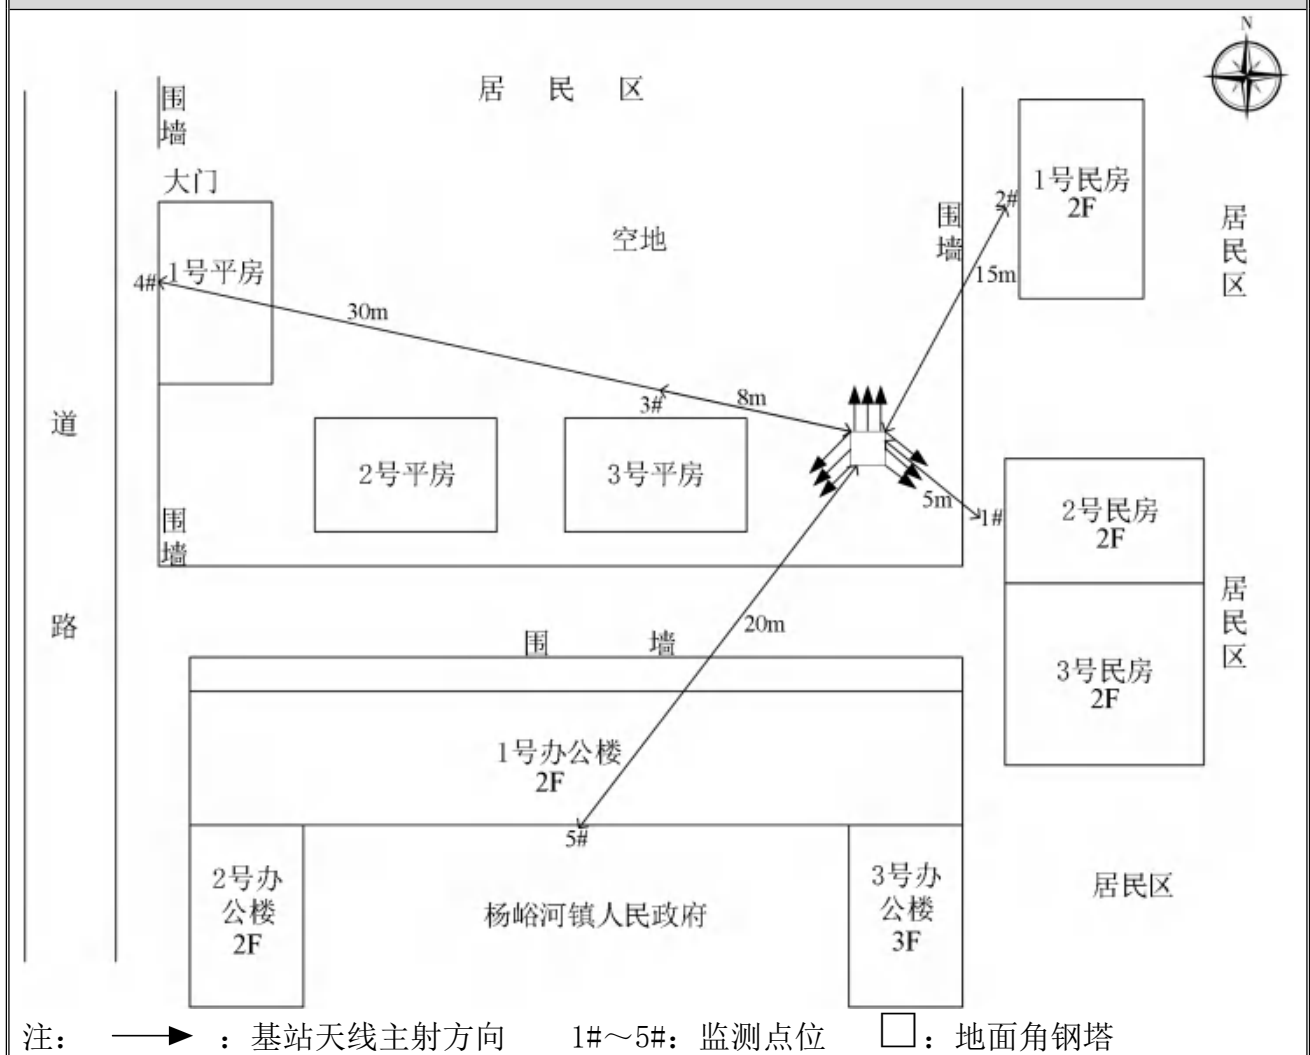 N
居 民 区
围
墙
大门
1号平房
4#
30m
空地
围
墙
2#
1号民房
2F
15m
居
民
区
道
路
3#
8m
2号平房
3号平房
5m
1#
2号民房
2F
3号民房
2F
居
民
区
围
墙
20m
围 墙
1号办公楼
2F
5#
2号办
公楼
2F
杨峪河镇人民政府
3号办
公楼
3F
居民区
注： ：基站天线主射方向 1#～5#：监测点位 ：地面角钢塔